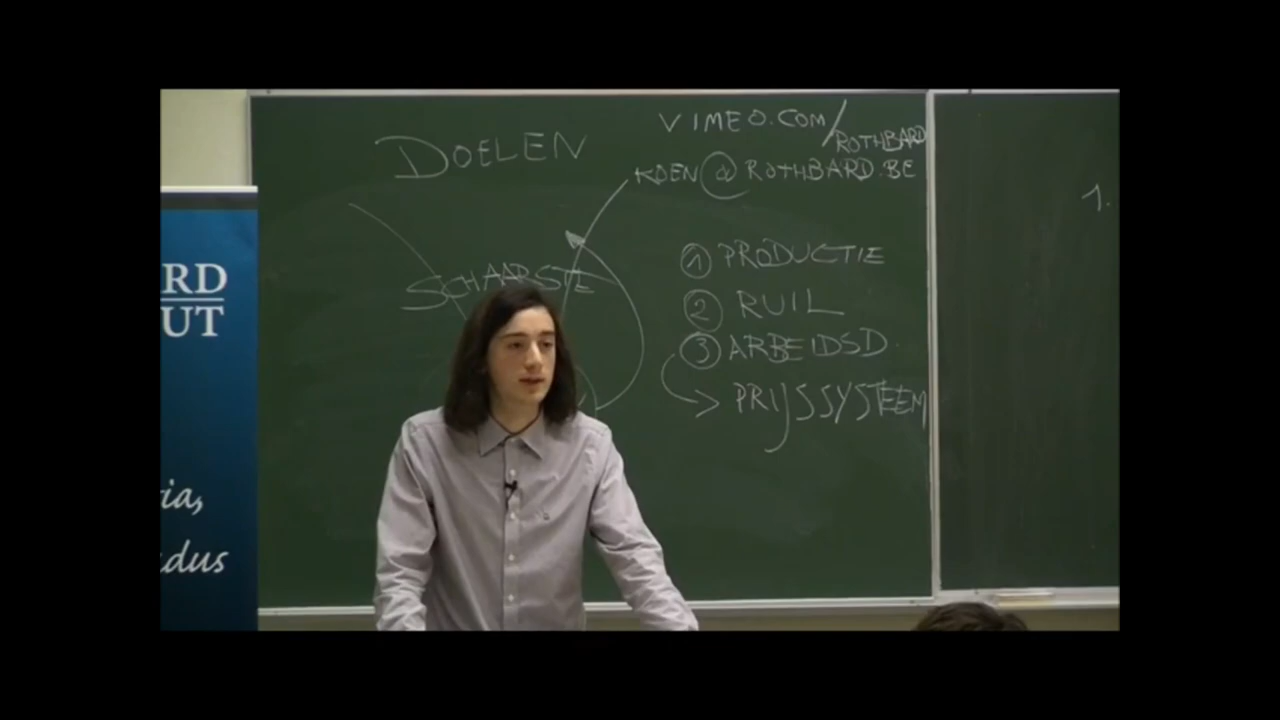 DOELEN
SCHAARSTE
VIMEO.COM/ROTHBARD
KOEN@ROTHBARD.BE
① PRODUCTIE
② RUIL
③ ARBEIDSD
PRIJSSYSTEEM
1.
RD
UT
ia,
dus